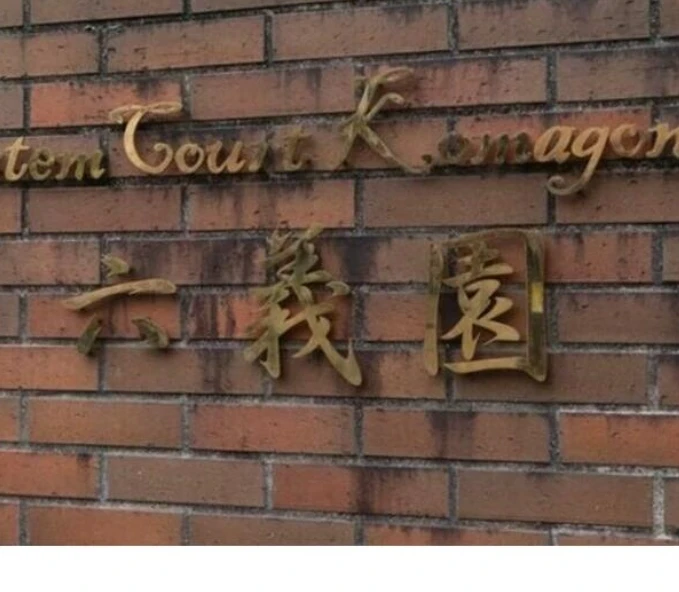 tem Court Komagom
六義園